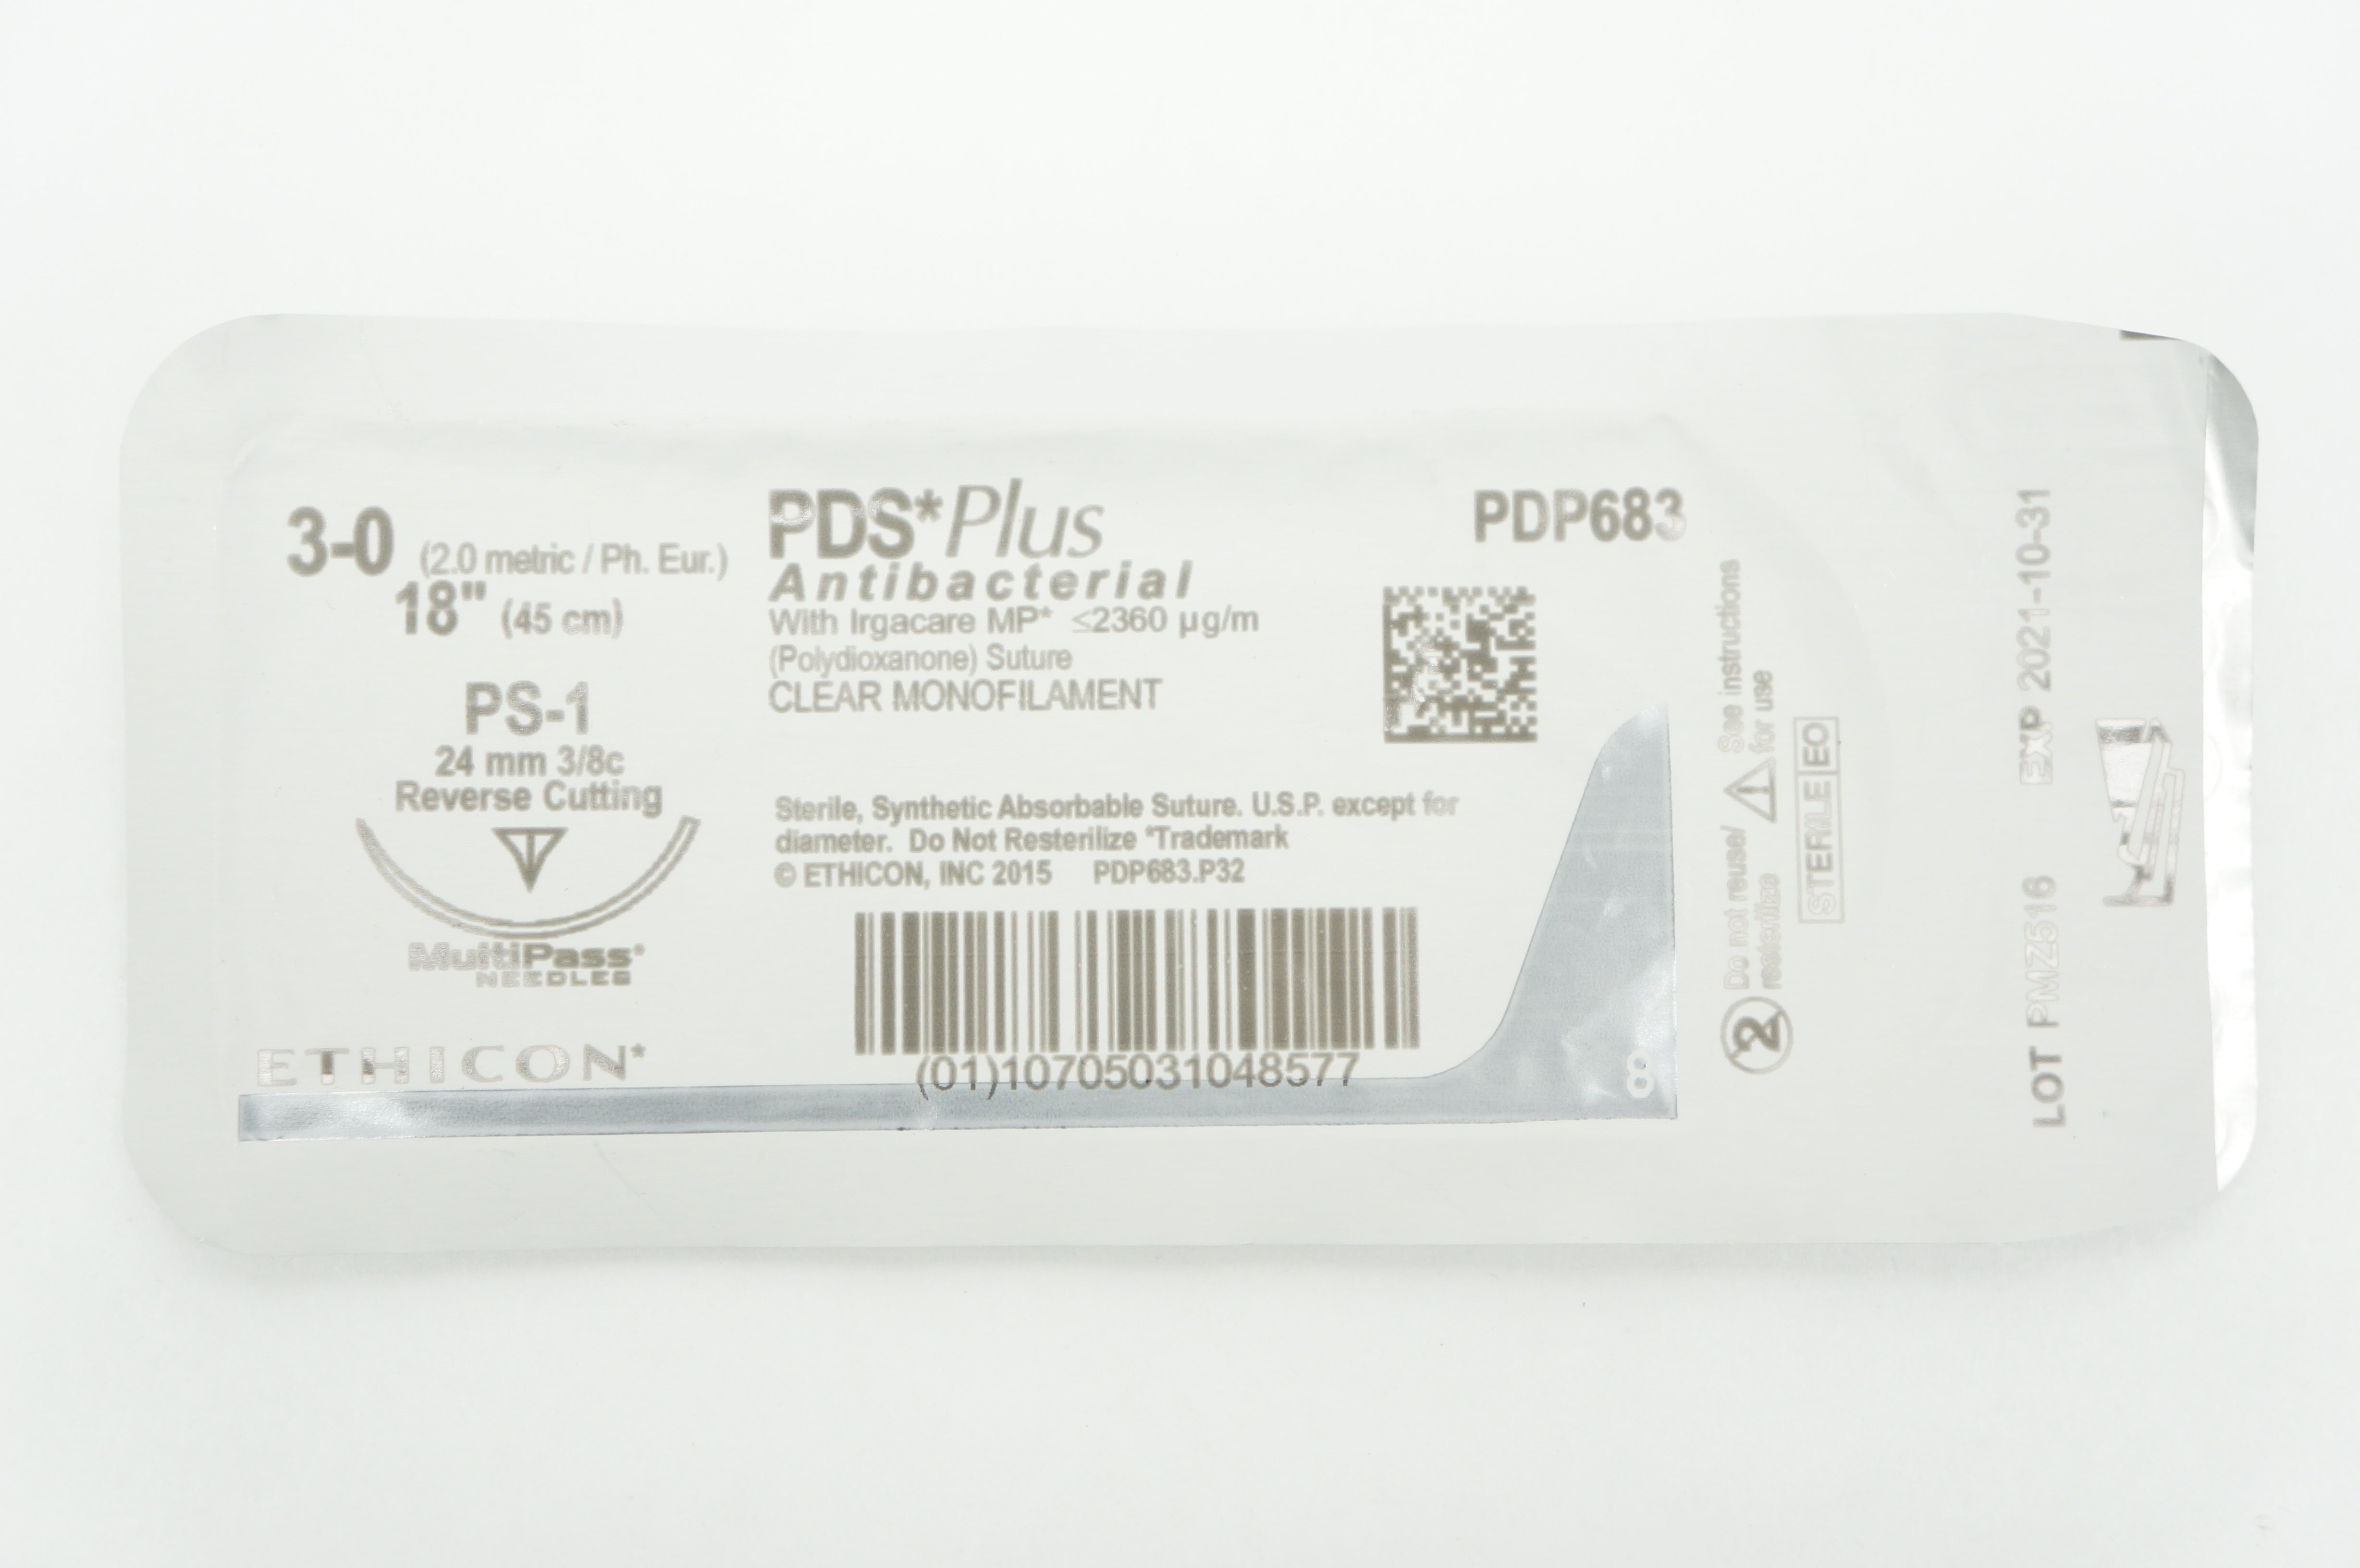 3-0 (2.0 metric / Ph. Eur.)
18" (45 cm)
PS-1
24 mm 3/8c
Reverse Cutting
MultiPass*
NEEDLES
ETHICON*
PDS*Plus
Antibacterial
With Irgacare MP* ≤2360 µg/m
(Polydioxanone) Suture
CLEAR MONOFILAMENT
Sterile, Synthetic Absorbable Suture. U.S.P. except for
diameter. Do Not Resterilize *Trademark
© ETHICON, INC 2015 PDP683.P32
(01)10705031048577
PDP683
8
2 Do not reuse/
resterilize
See instructions
for use
STERILE EO
LOT PMZ516 EXP 2021-10-31